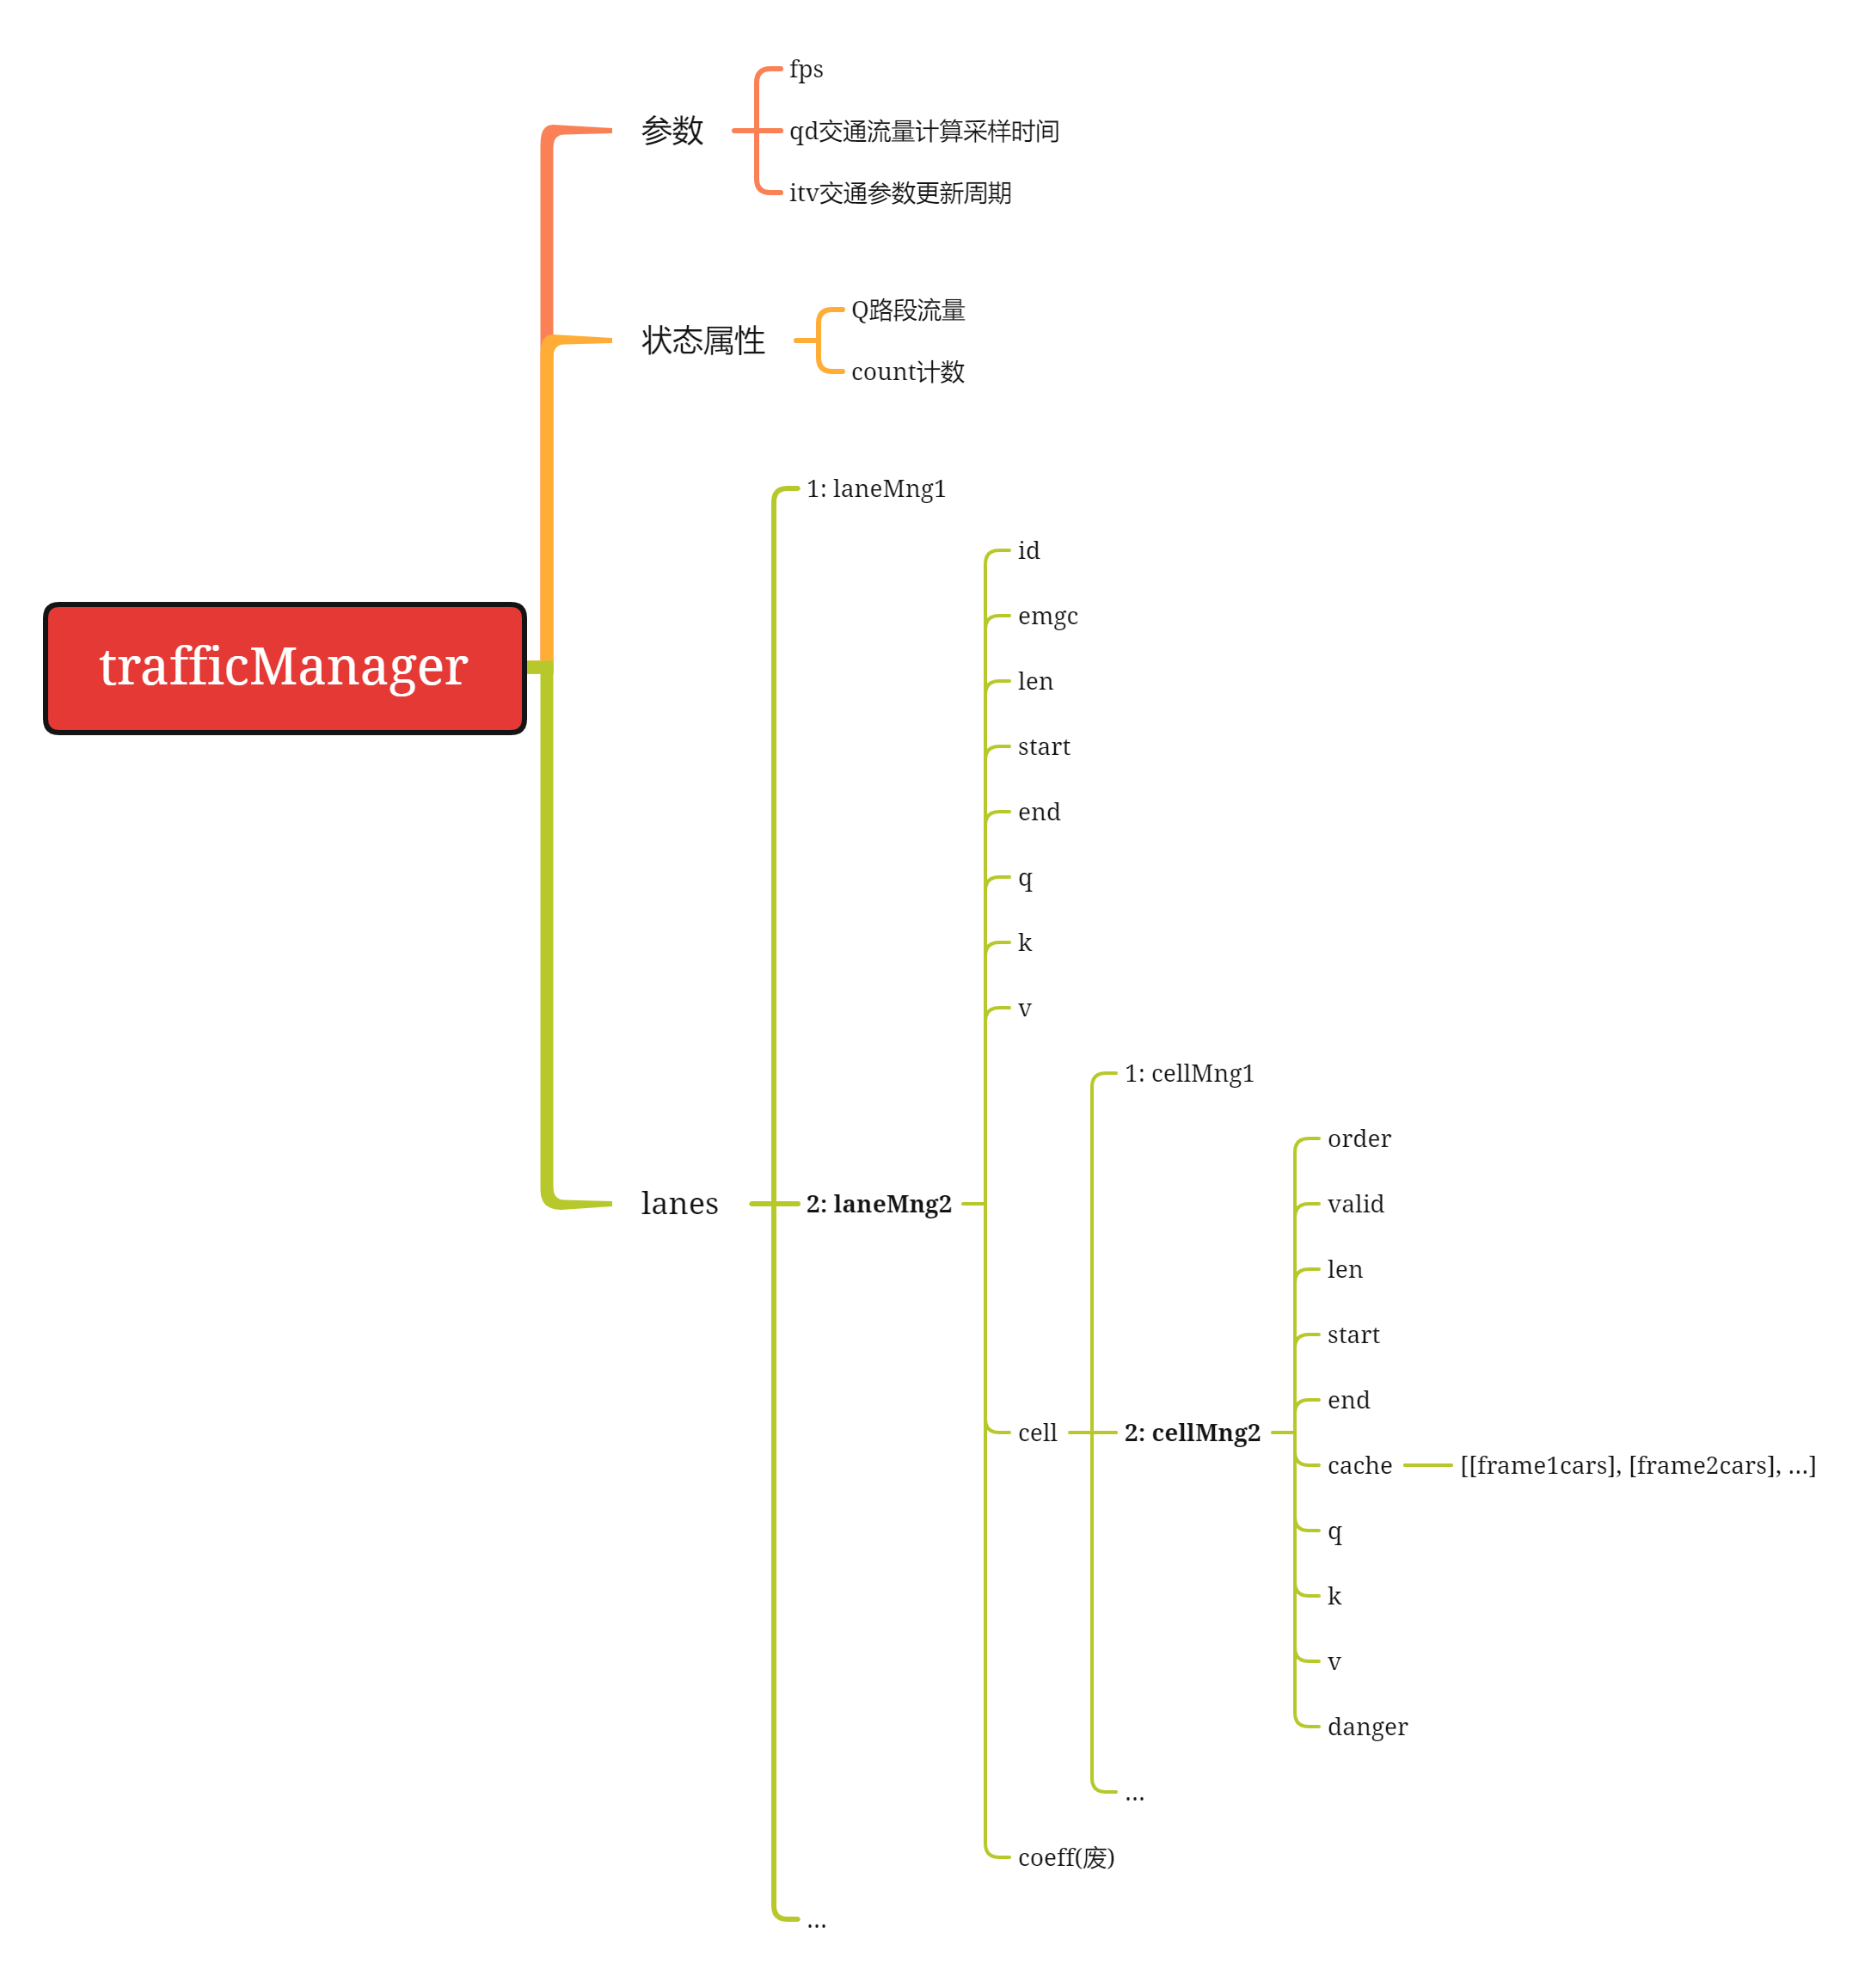 trafficManager
参数
fps
qd交通流量计算采样时间
itv交通参数更新周期
状态属性
Q路段流量
count计数
lanes
1: laneMng1
2: laneMng2
id
emgc
len
start
end
q
k
v
cell
1: cellMng1
2: cellMng2
order
valid
len
start
end
cache
[[frame1cars], [frame2cars], ...]
q
k
v
danger
...
coeff(废)
...